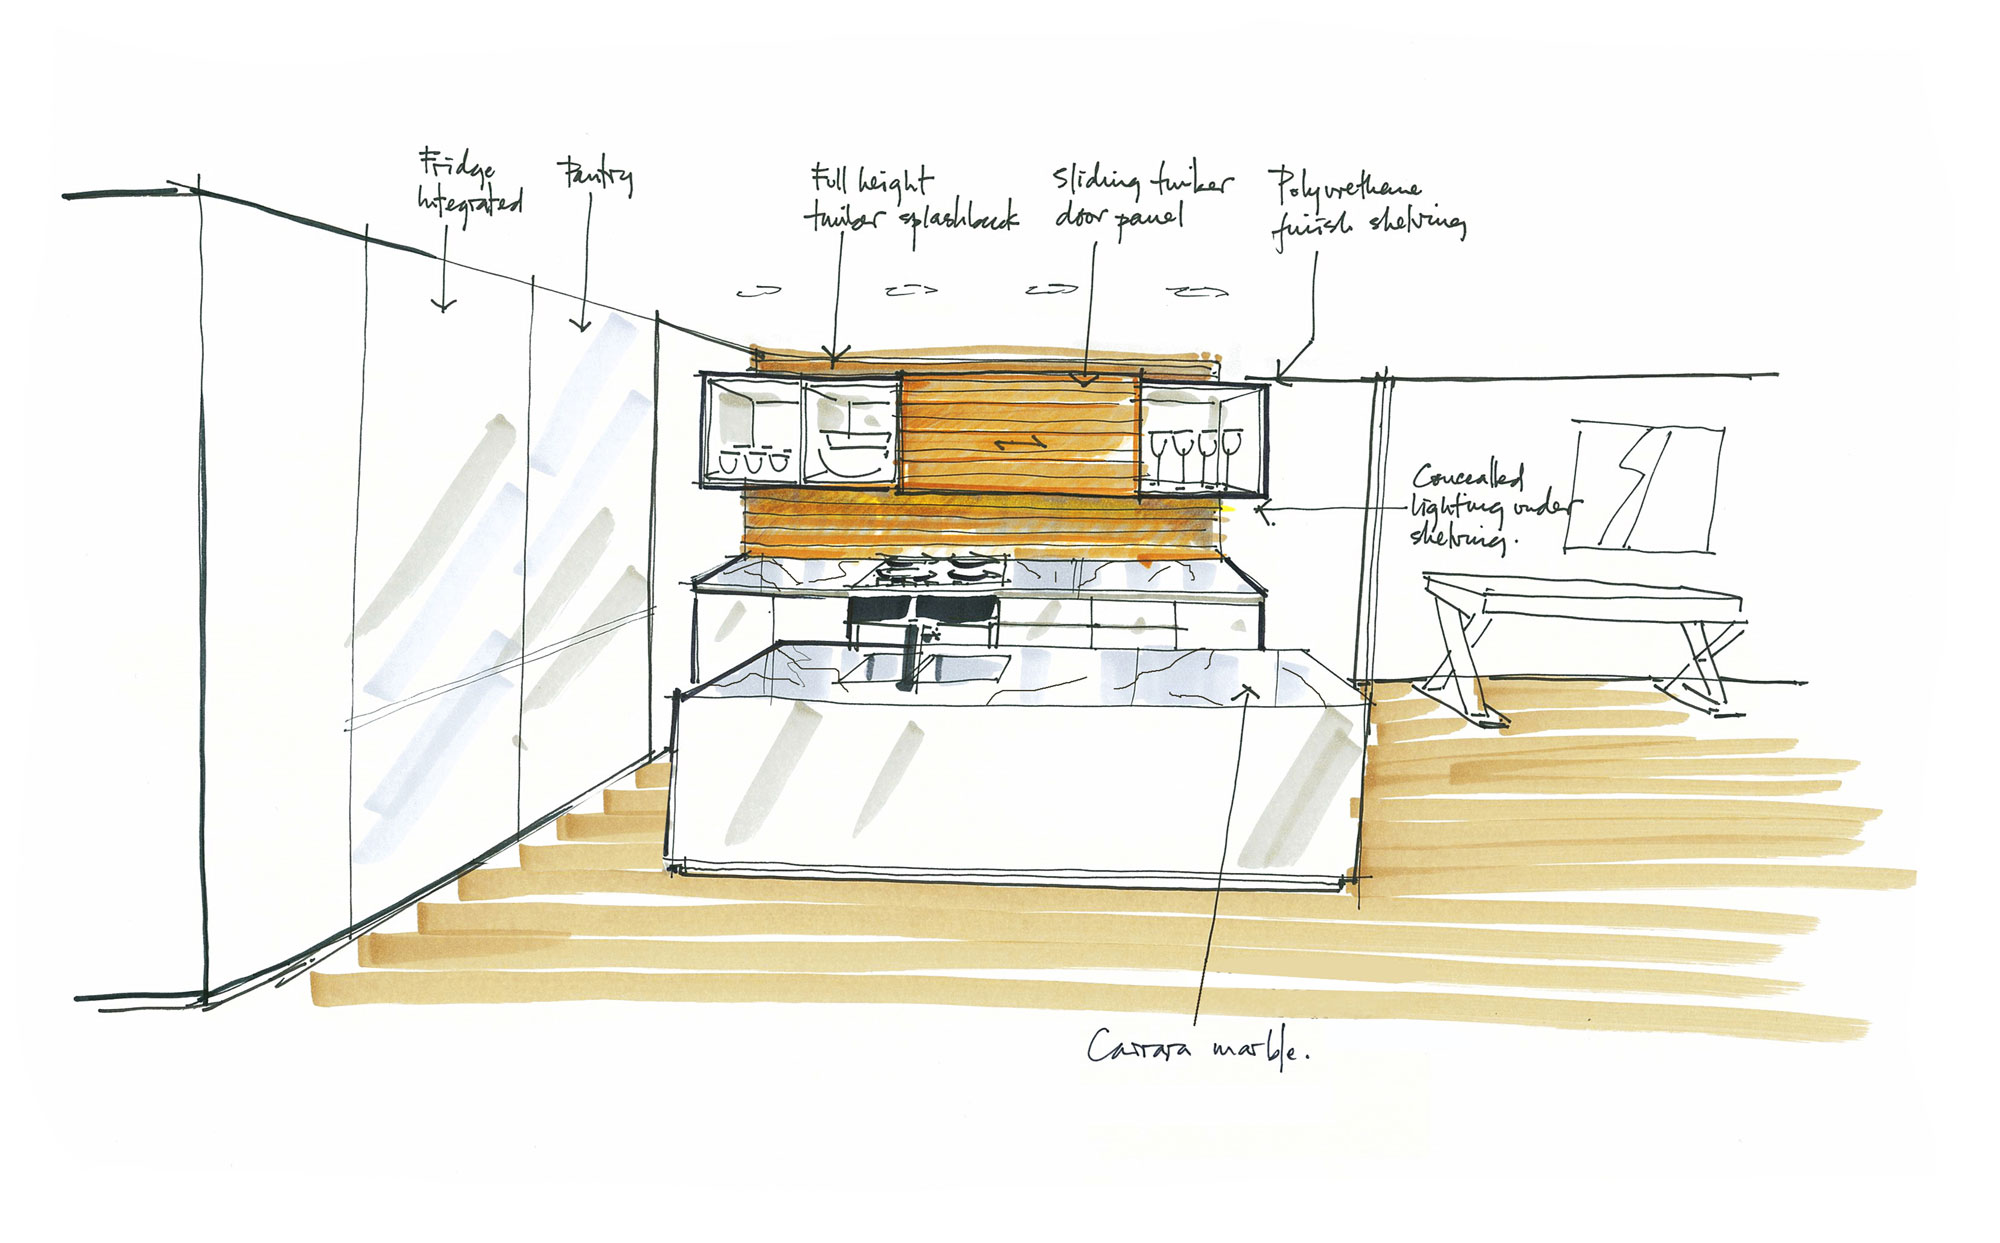 Fridge
Integrated
Pantry
Full height
timber splashback
Sliding timber
door panel
Polyurethane
finish shelving
Concealled
lighting under
shelving.
Carrara marble.